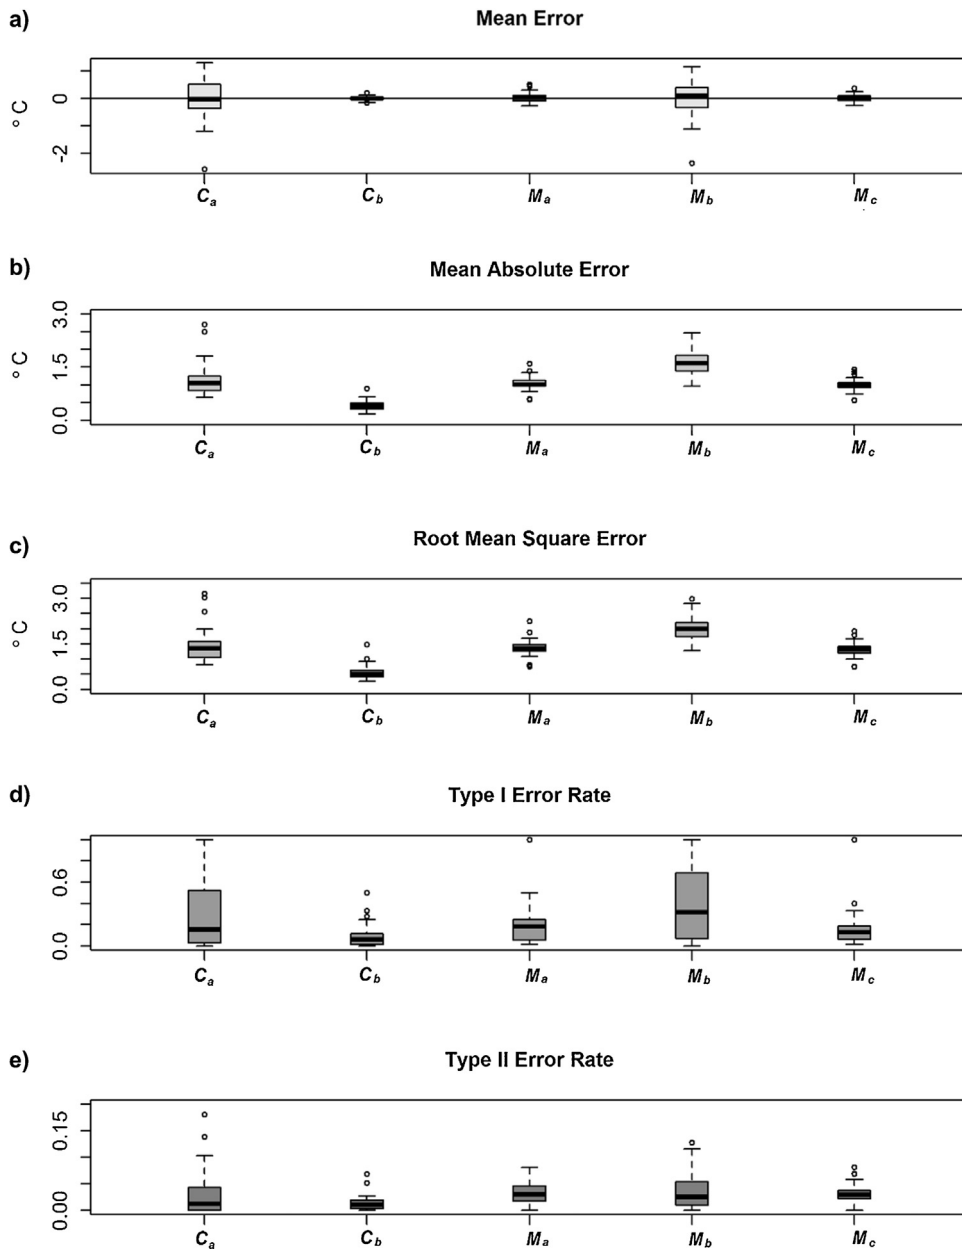 a)
Mean Error
° C
0
-2
Ca Cb Ma Mb Mc
b)
Mean Absolute Error
° C
3.0
1.5
0.0
Ca Cb Ma Mb Mc
c)
Root Mean Square Error
° C
3.0
1.5
0.0
Ca Cb Ma Mb Mc
d)
Type I Error Rate
0.6
0.0
Ca Cb Ma Mb Mc
e)
Type II Error Rate
0.15
0.00
Ca Cb Ma Mb Mc